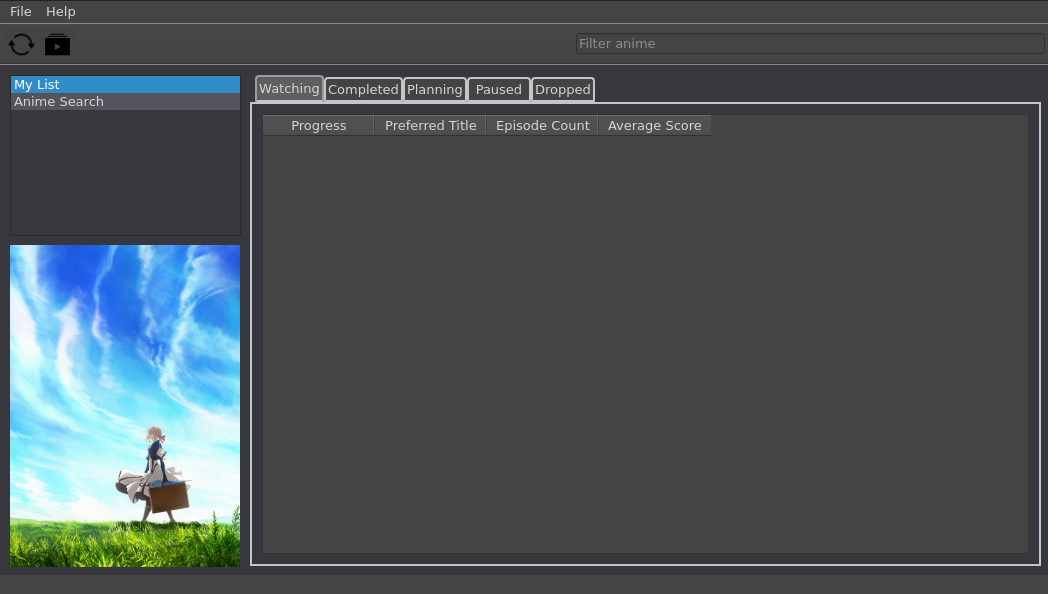 File Help
Filter anime
My List
Anime Search
Watching Completed Planning Paused Dropped
Progress Preferred Title Episode Count Average Score